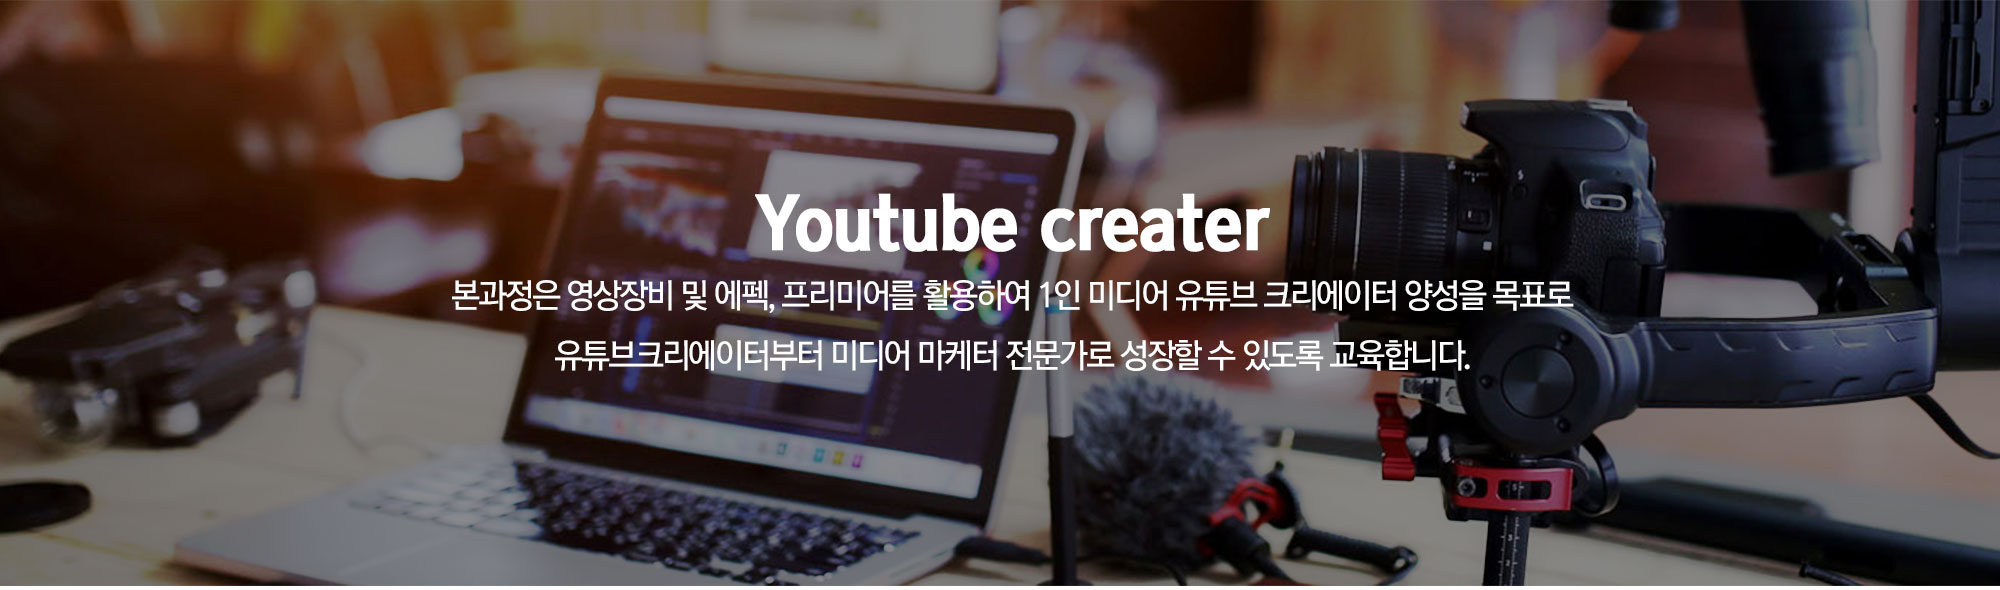 Youtube creater
본과정은 영상장비 및 에펙, 프리미어를 활용하여 1인 미디어 유튜브 크리에이터 양성을 목표로
유튜브크리에이터부터 미디어 마케터 전문가로 성장할 수 있도록 교육합니다.